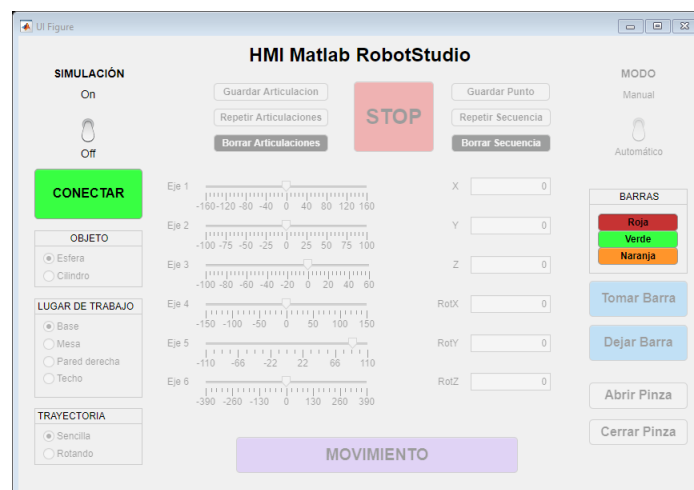 UI Figure
HMI Matlab RobotStudio
SIMULACIÓN
On
Off
CONECTAR
OBJETO
Esfera
Cilindro
LUGAR DE TRABAJO
Base
Mesa
Pared derecha
Techo
TRAYECTORIA
Sencilla
Rotando
Guardar Articulacion
Repetir Articulaciones
Borrar Articulaciones
STOP
Guardar Punto
Repetir Secuencia
Borrar Secuencia
Eje 1
-160 -120 -80 -40 0 40 80 120 160
Eje 2
-100 -75 -50 -25 0 25 50 75 100
Eje 3
-100 -80 -60 -40 -20 0 20 40 60
Eje 4
-150 -100 -50 0 50 100 150
Eje 5
-110 -66 -22 22 66 110
Eje 6
-390 -260 -130 0 130 260 390
X 0
Y 0
Z 0
RotX 0
RotY 0
RotZ 0
MOVIMIENTO
MODO
Manual
Automático
BARRAS
Roja
Verde
Naranja
Tomar Barra
Dejar Barra
Abrir Pinza
Cerrar Pinza